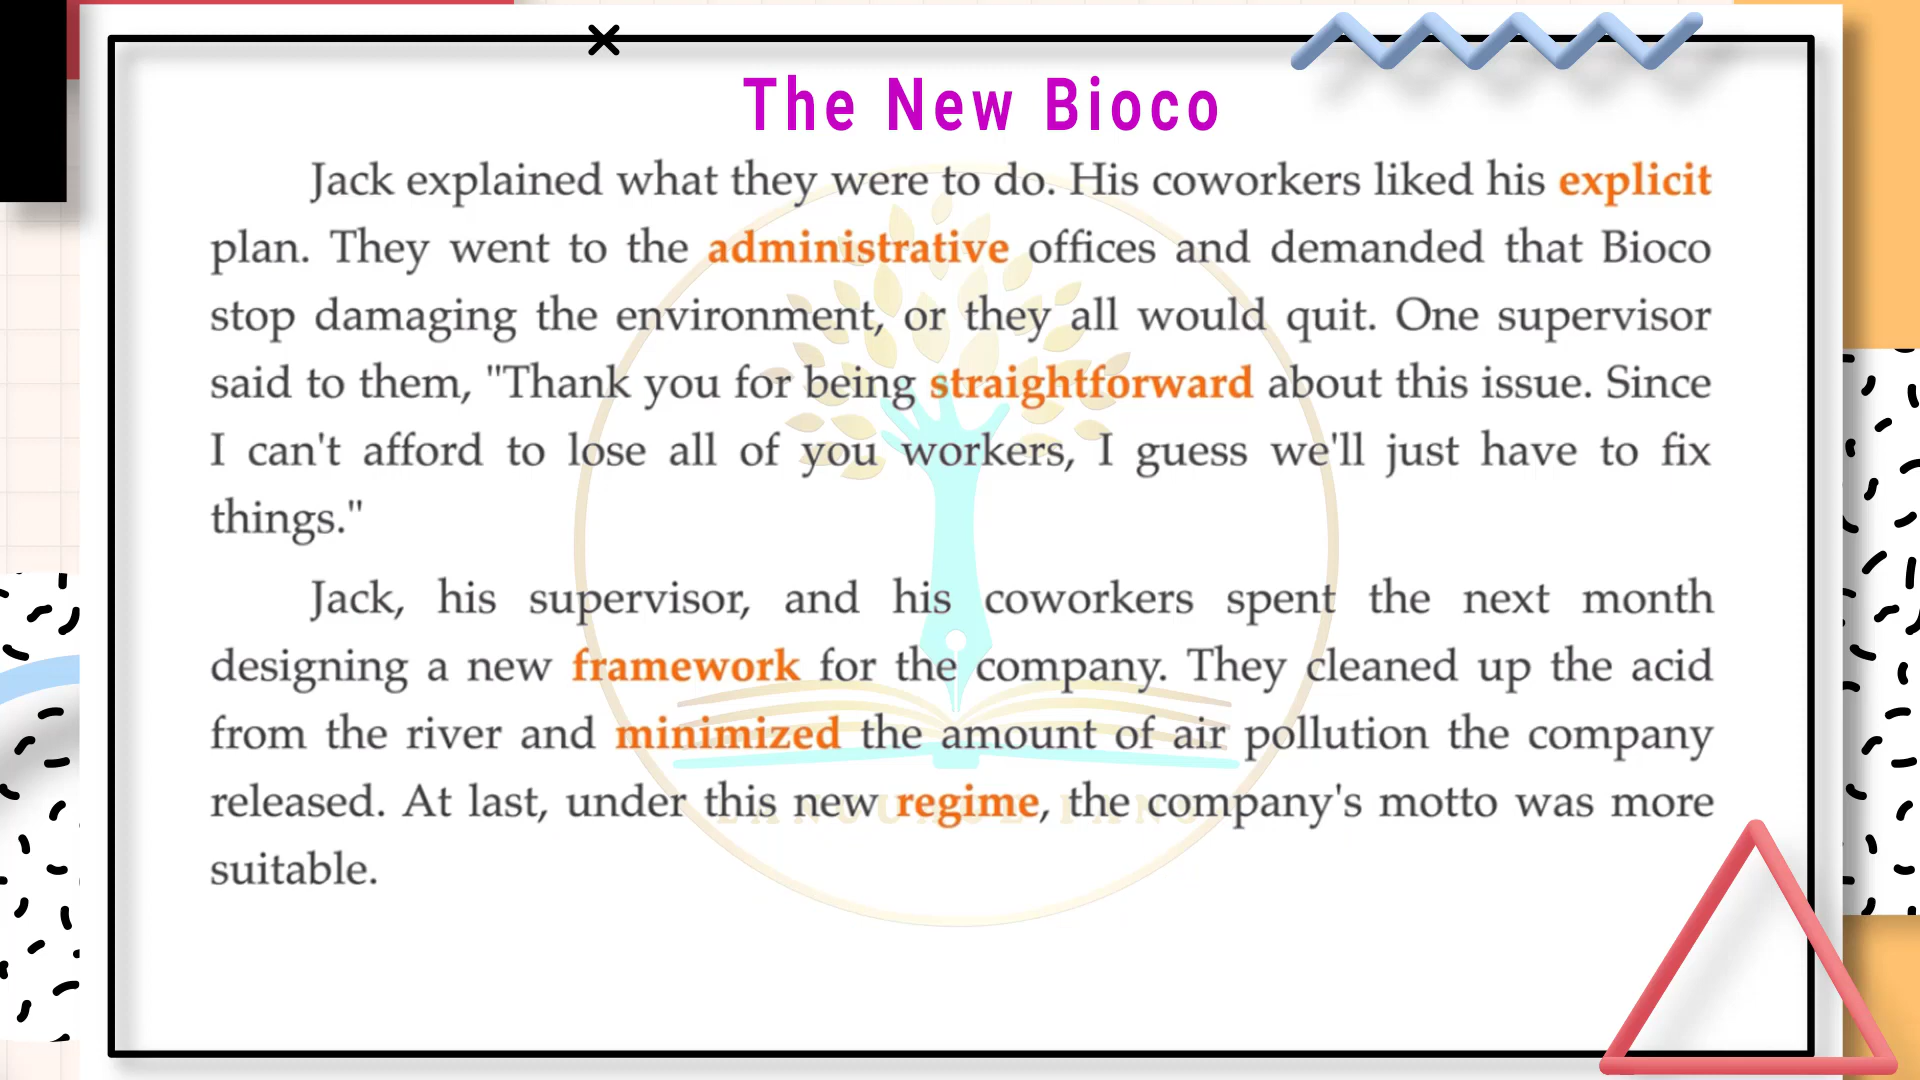 The New Bioco
Jack explained what they were to do. His coworkers liked his explicit
plan. They went to the administrative offices and demanded that Bioco
stop damaging the environment, or they all would quit. One supervisor
said to them, "Thank you for being straightforward about this issue. Since
I can't afford to lose all of you workers, I guess we'll just have to fix
things."
Jack, his supervisor, and his coworkers spent the next month
designing a new framework for the company. They cleaned up the acid
from the river and minimized the amount of air pollution the company
released. At last, under this new regime, the company's motto was more
suitable.